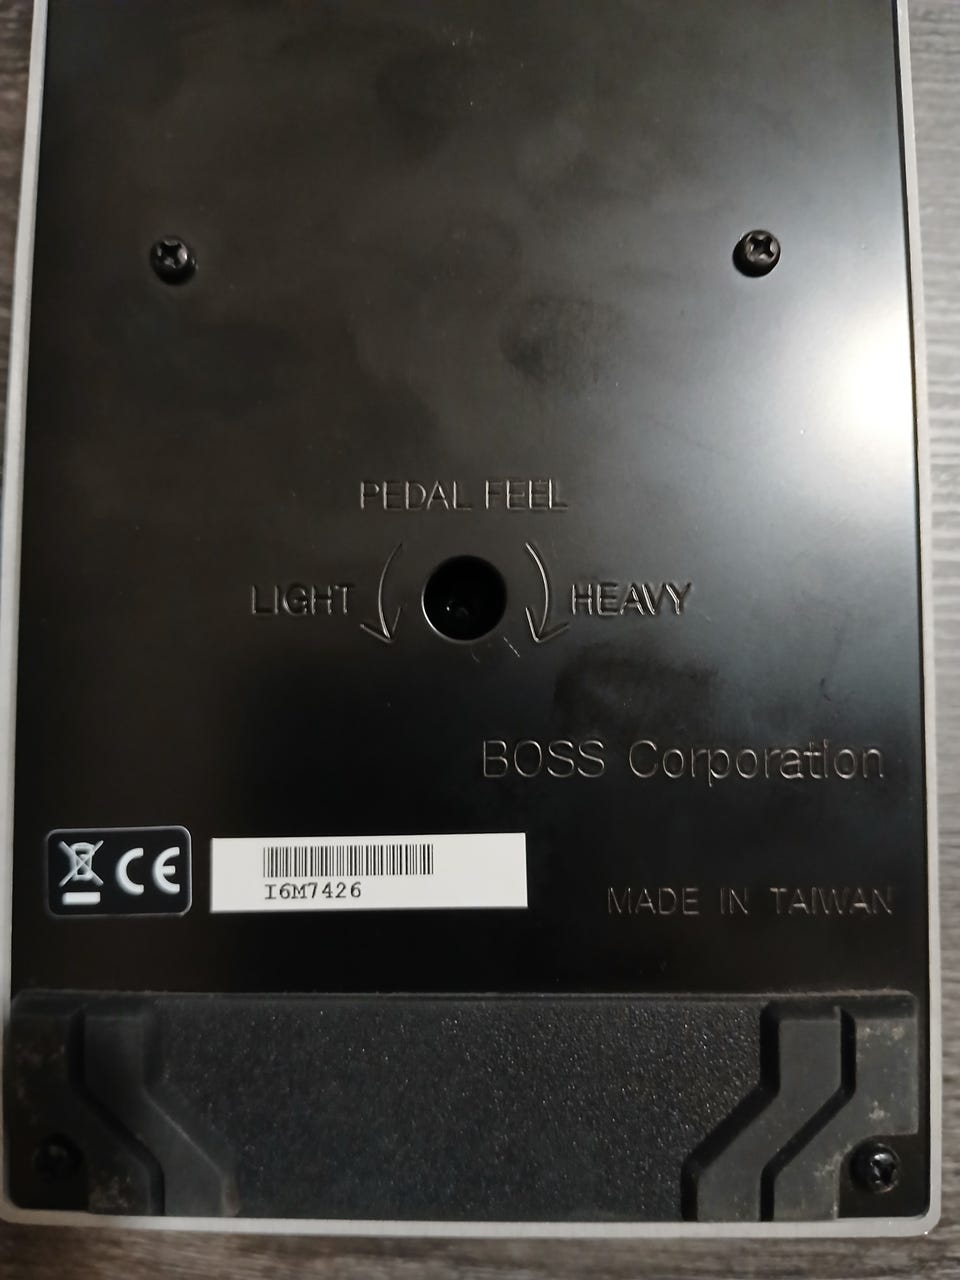 PEDAL FEEL
LIGHT HEAVY
BOSS Corporation
CE
I6M7426
MADE IN TAIWAN